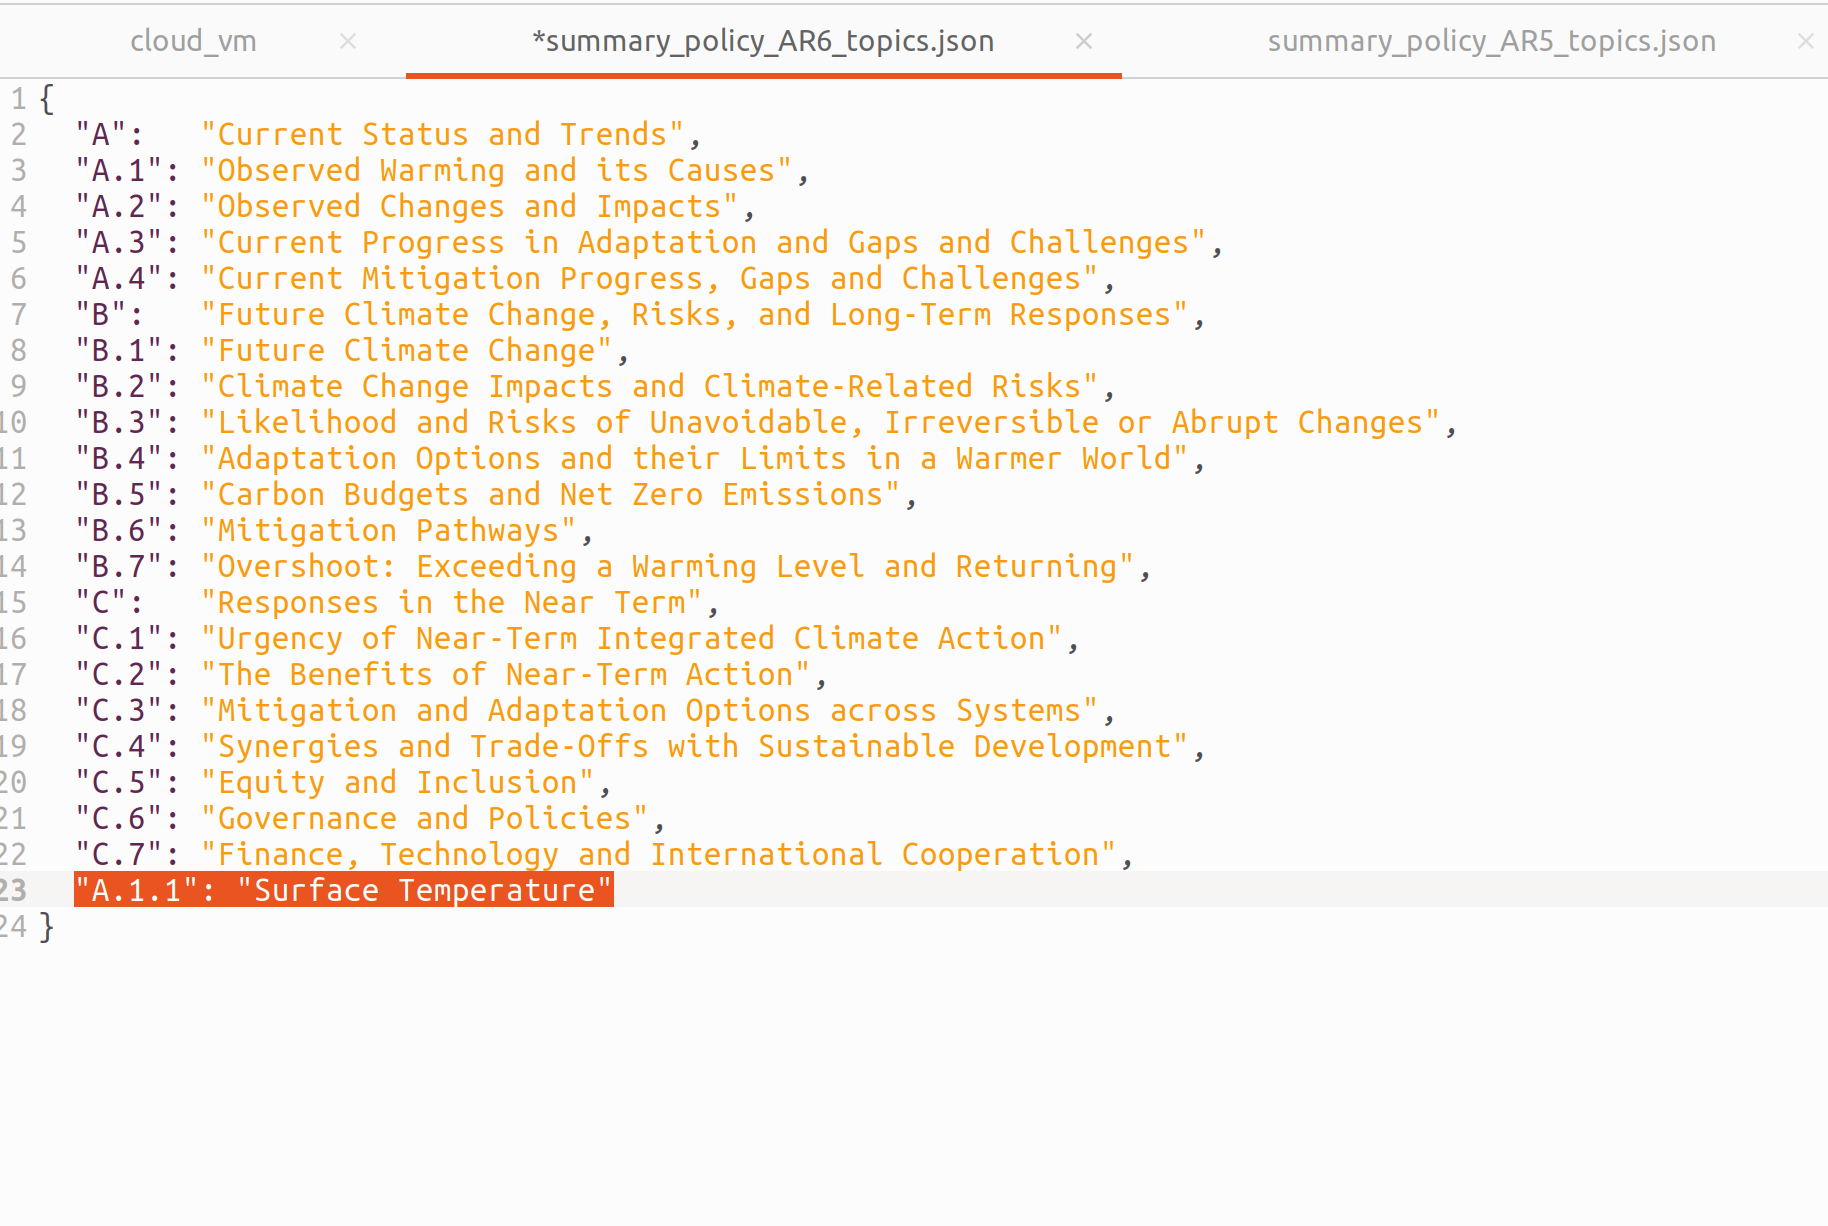 cloud_vm × *summary_policy_AR6_topics.json × summary_policy_AR5_topics.json ×
1 {
2 "A": "Current Status and Trends",
3 "A.1": "Observed Warming and its Causes",
4 "A.2": "Observed Changes and Impacts",
5 "A.3": "Current Progress in Adaptation and Gaps and Challenges",
6 "A.4": "Current Mitigation Progress, Gaps and Challenges",
7 "B": "Future Climate Change, Risks, and Long-Term Responses",
8 "B.1": "Future Climate Change",
9 "B.2": "Climate Change Impacts and Climate-Related Risks",
10 "B.3": "Likelihood and Risks of Unavoidable, Irreversible or Abrupt Changes",
11 "B.4": "Adaptation Options and their Limits in a Warmer World",
12 "B.5": "Carbon Budgets and Net Zero Emissions",
13 "B.6": "Mitigation Pathways",
14 "B.7": "Overshoot: Exceeding a Warming Level and Returning",
15 "C": "Responses in the Near Term",
16 "C.1": "Urgency of Near-Term Integrated Climate Action",
17 "C.2": "The Benefits of Near-Term Action",
18 "C.3": "Mitigation and Adaptation Options across Systems",
19 "C.4": "Synergies and Trade-Offs with Sustainable Development",
20 "C.5": "Equity and Inclusion",
21 "C.6": "Governance and Policies",
22 "C.7": "Finance, Technology and International Cooperation",
23 "A.1.1": "Surface Temperature"
24 }